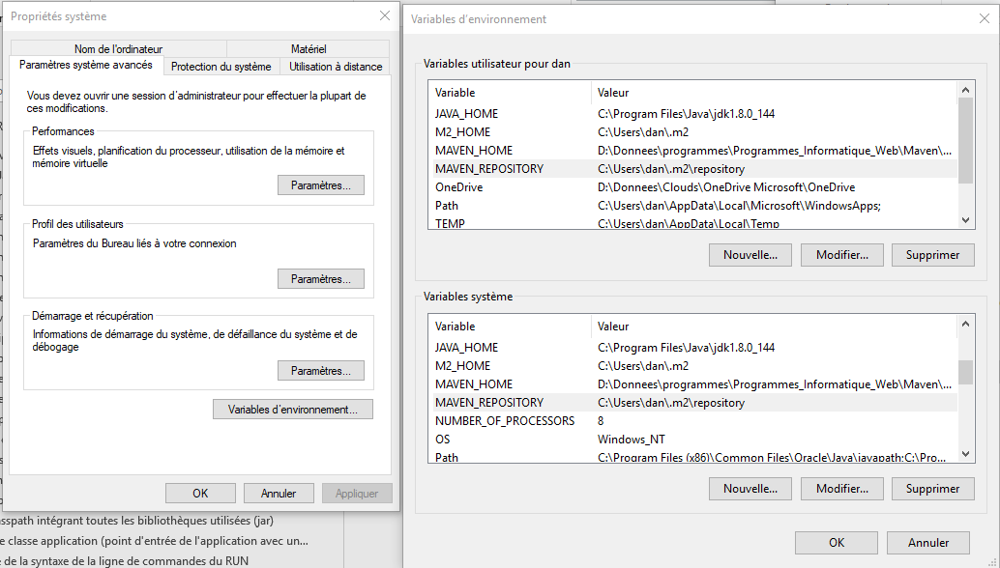 Propriétés système
Nom de l'ordinateur
Matériel
Paramètres système avancés
Protection du système
Utilisation à distance
Vous devez ouvrir une session d'administrateur pour effectuer la plupart de
ces modifications.
Performances
Effets visuels, planification du processeur, utilisation de la mémoire et
mémoire virtuelle
Paramètres...
Profil des utilisateurs
Paramètres du Bureau liés à votre connexion
Paramètres...
Démarrage et récupération
Informations de démarrage du système, de défaillance du système et de
débogage
Paramètres...
Variables d'environnement...
OK
Annuler
Appliquer
asspath intégrant toutes les bibliothèques utilisées (jar)
e classe application (point d'entrée de l'application avec un...
e de la syntaxe de la ligne de commandes du RUN
Variables d'environnement
Variables utilisateur pour dan
Variable Valeur
JAVA_HOME C:\Program Files\Java\jdk1.8.0_144
M2_HOME C:\Users\dan\.m2
MAVEN_HOME D:\Donnees\programmes\Programmes_Informatique_Web\Maven\...
MAVEN_REPOSITORY C:\Users\dan\.m2\repository
OneDrive D:\Donnees\Clouds\OneDrive Microsoft\OneDrive
Path C:\Users\dan\AppData\Local\Microsoft\WindowsApps;
TEMP C:\Users\dan\AppData\Local\Temp
Nouvelle...
Modifier...
Supprimer
Variables système
Variable Valeur
JAVA_HOME C:\Program Files\Java\jdk1.8.0_144
M2_HOME C:\Users\dan\.m2
MAVEN_HOME D:\Donnees\programmes\Programmes_Informatique_Web\Maven\...
MAVEN_REPOSITORY C:\Users\dan\.m2\repository
NUMBER_OF_PROCESSORS 8
OS Windows_NT
Path C:\Program Files (x86)\Common Files\Oracle\Java\javapath;C:\Pro...
Nouvelle...
Modifier...
Supprimer
OK
Annuler